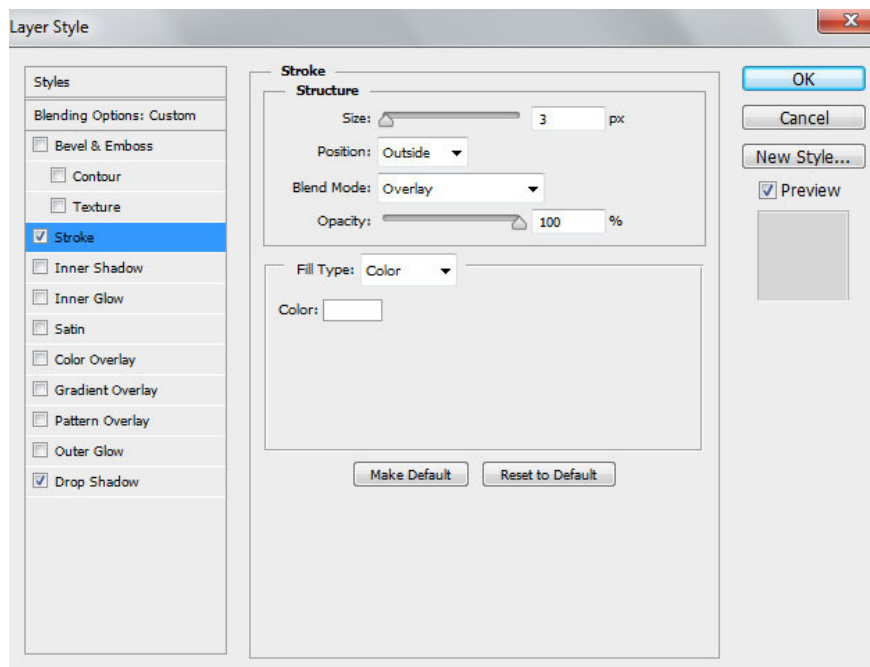 Layer Style
Styles
Blending Options: Custom
Bevel & Emboss
Contour
Texture
Stroke
Inner Shadow
Inner Glow
Satin
Color Overlay
Gradient Overlay
Pattern Overlay
Outer Glow
Drop Shadow
Stroke
Structure
Size: 3 px
Position: Outside
Blend Mode: Overlay
Opacity: 100 %
Fill Type: Color
Color:
Make Default Reset to Default
OK
Cancel
New Style...
Preview